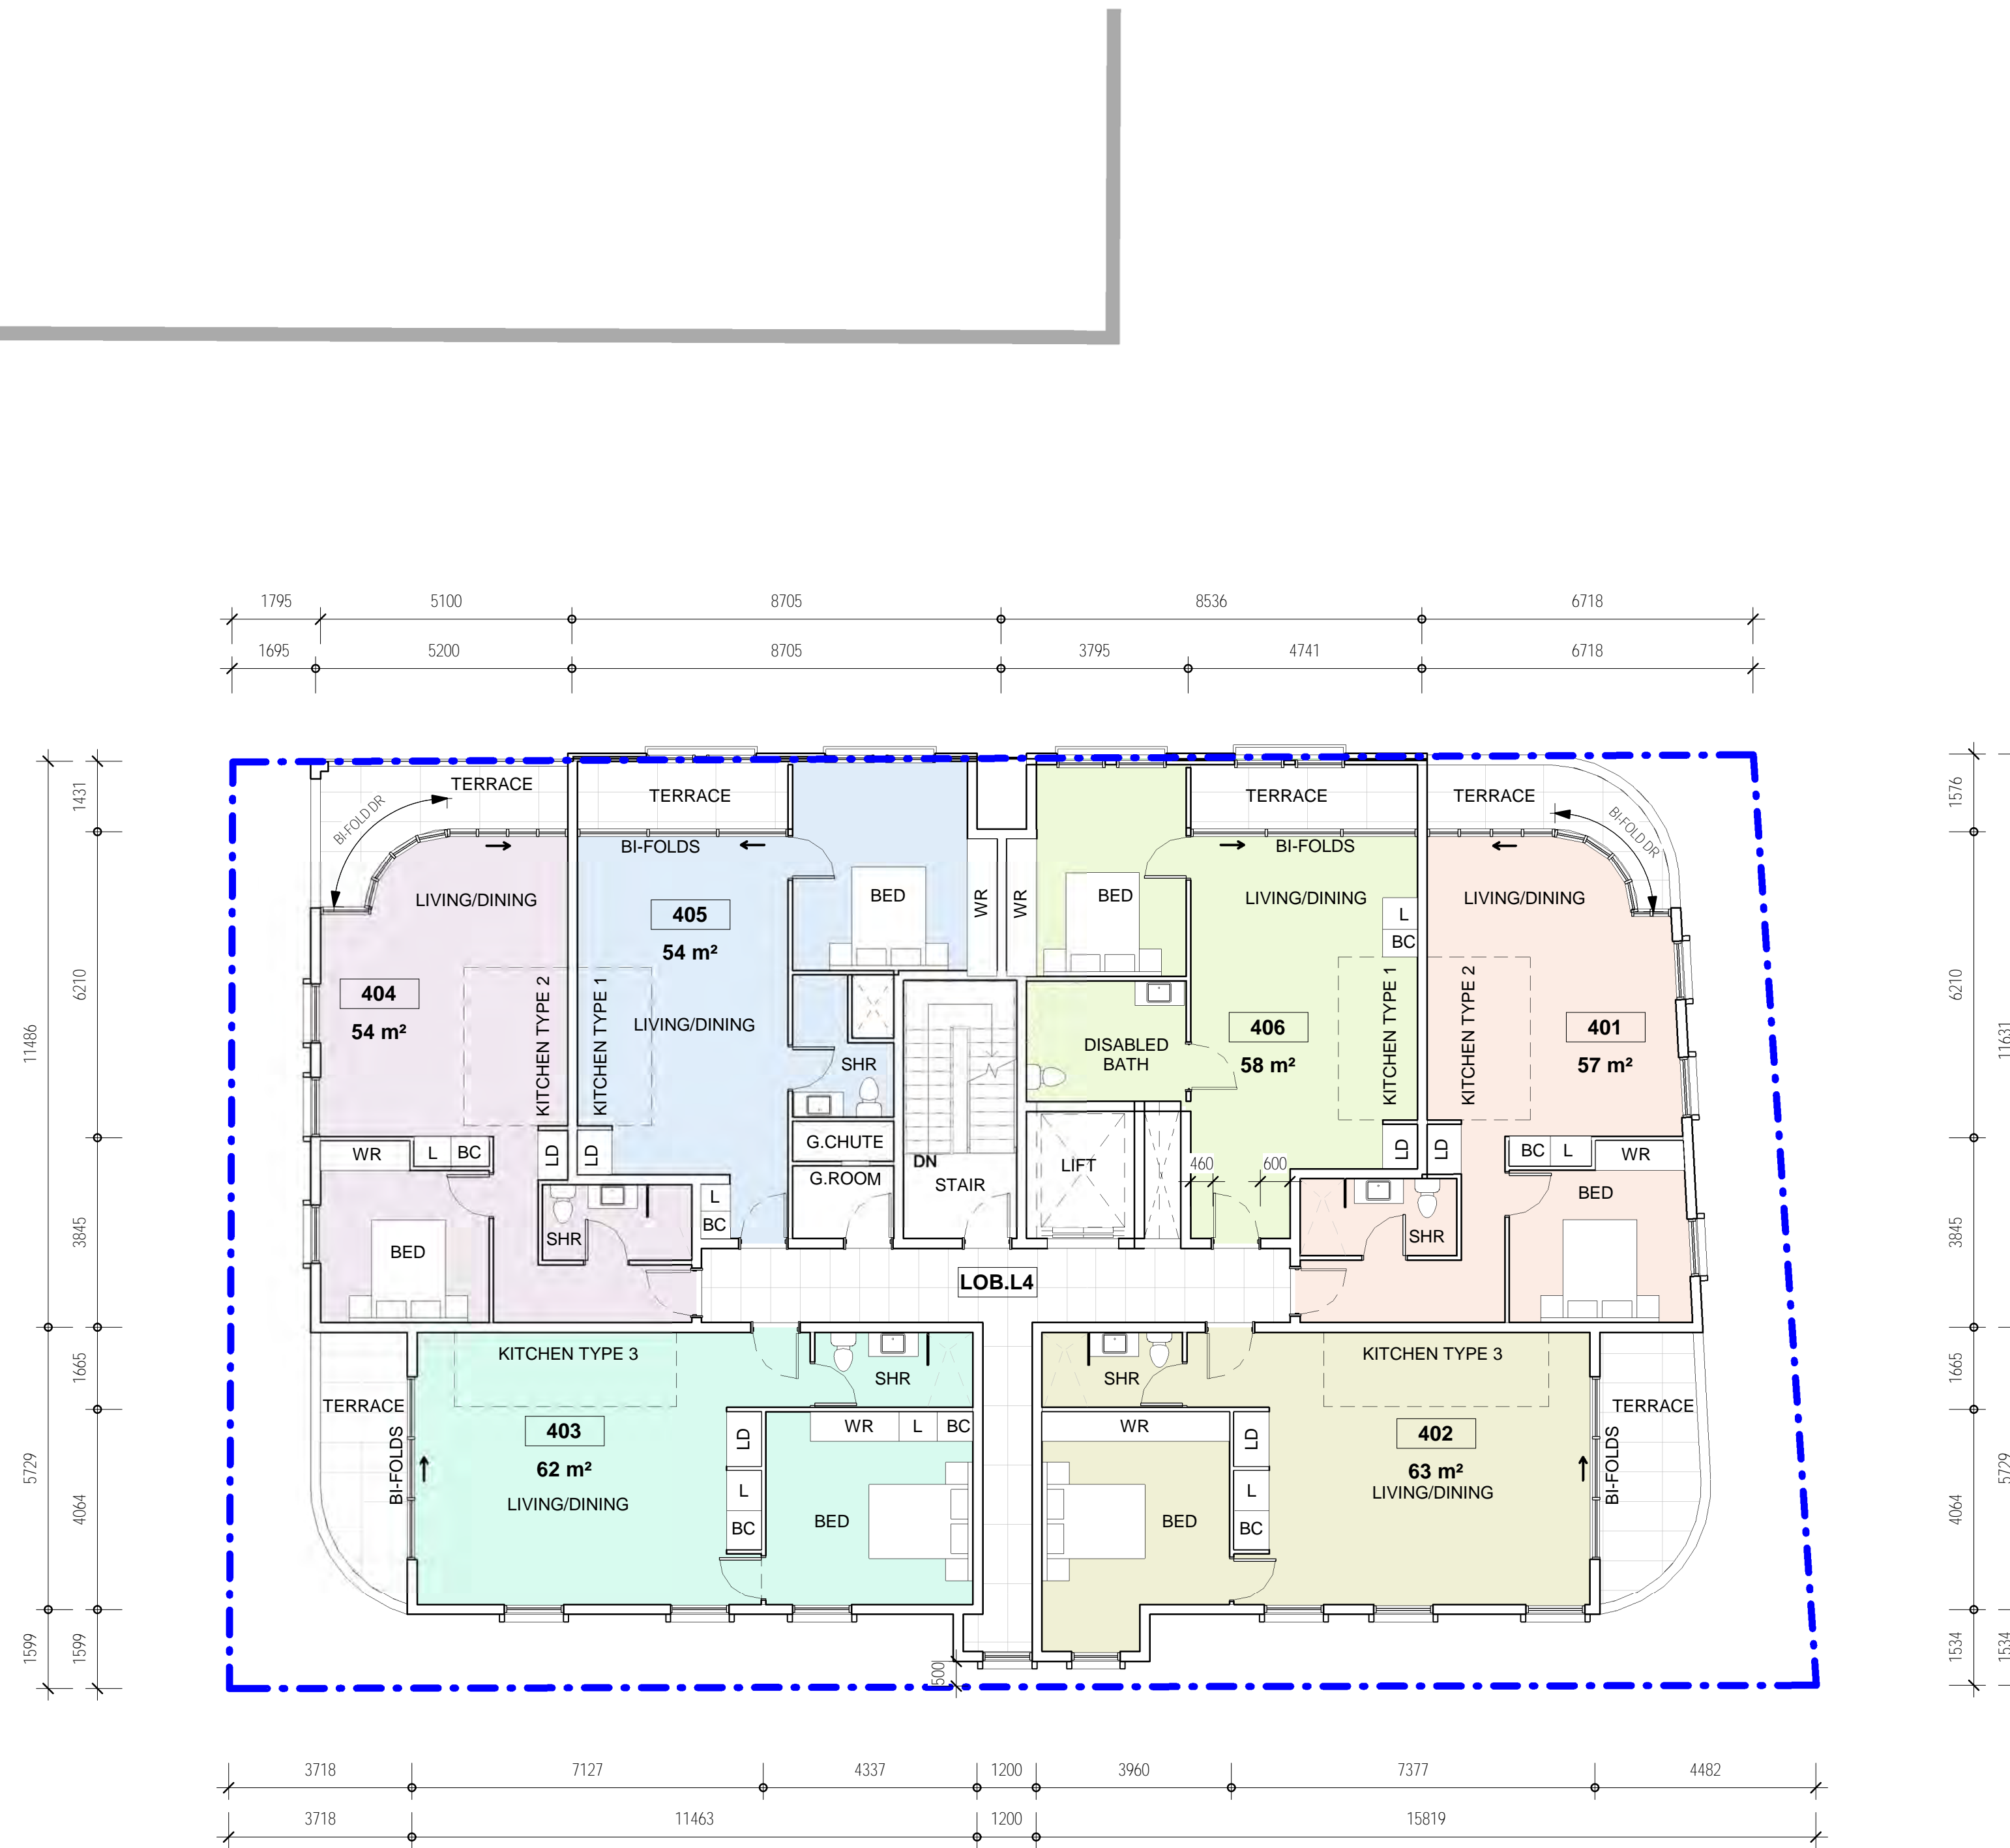 1795 5100 8705 8536 6718
1695 5200 8705 3795 4741 6718
1431
6210
11486
3845
1665
5729
4064
1599 1599
1576
6210
11631
3845
1665
5729
4064
1534 1534
TERRACE
BI-FOLD DR
LIVING/DINING
404
54 m²
KITCHEN TYPE 2
WR
L
BC
LD
BED
SHR
TERRACE
BI-FOLDS
405
54 m²
KITCHEN TYPE 1
LIVING/DINING
LD
L
BC
BED
WR
SHR
G.CHUTE
G.ROOM
DN
STAIR
WR
BED
DISABLED
BATH
LIFT
TERRACE
BI-FOLDS
LIVING/DINING
L
BC
406
58 m²
KITCHEN TYPE 1
LD
460
600
TERRACE
BI-FOLD DR
LIVING/DINING
KITCHEN TYPE 2
401
57 m²
LD
BC
L
WR
BED
SHR
LOB.L4
KITCHEN TYPE 3
TERRACE
BI-FOLDS
403
62 m²
LIVING/DINING
SHR
LD
L
BC
WR
L
BC
BED
SHR
WR
BED
LD
L
BC
KITCHEN TYPE 3
402
63 m²
LIVING/DINING
BI-FOLDS
TERRACE
500
3718 7127 4337 1200 3960 7377 4482
3718 11463 1200 15819